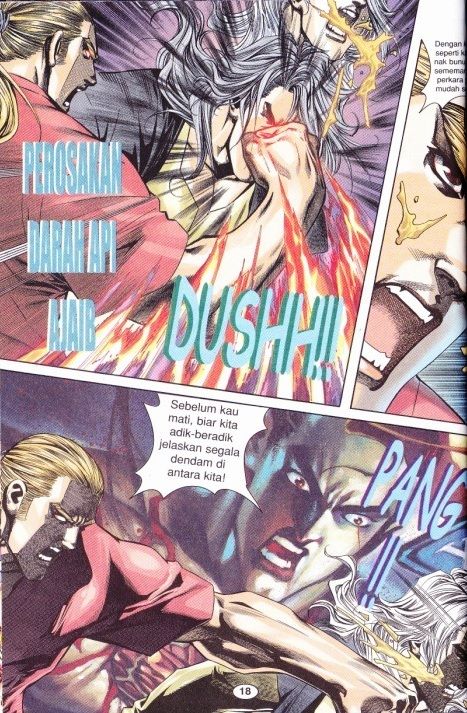 Dengan
seperti k
nak bunu
sememan
perkara
mudah s
PEROSAKAN
DARAH API
AJAIB
DUSHH!!
Sebelum kau
mati, biar kita
adik-beradik
jelaskan segala
dendam di
antara kita!
PANG
!!
18